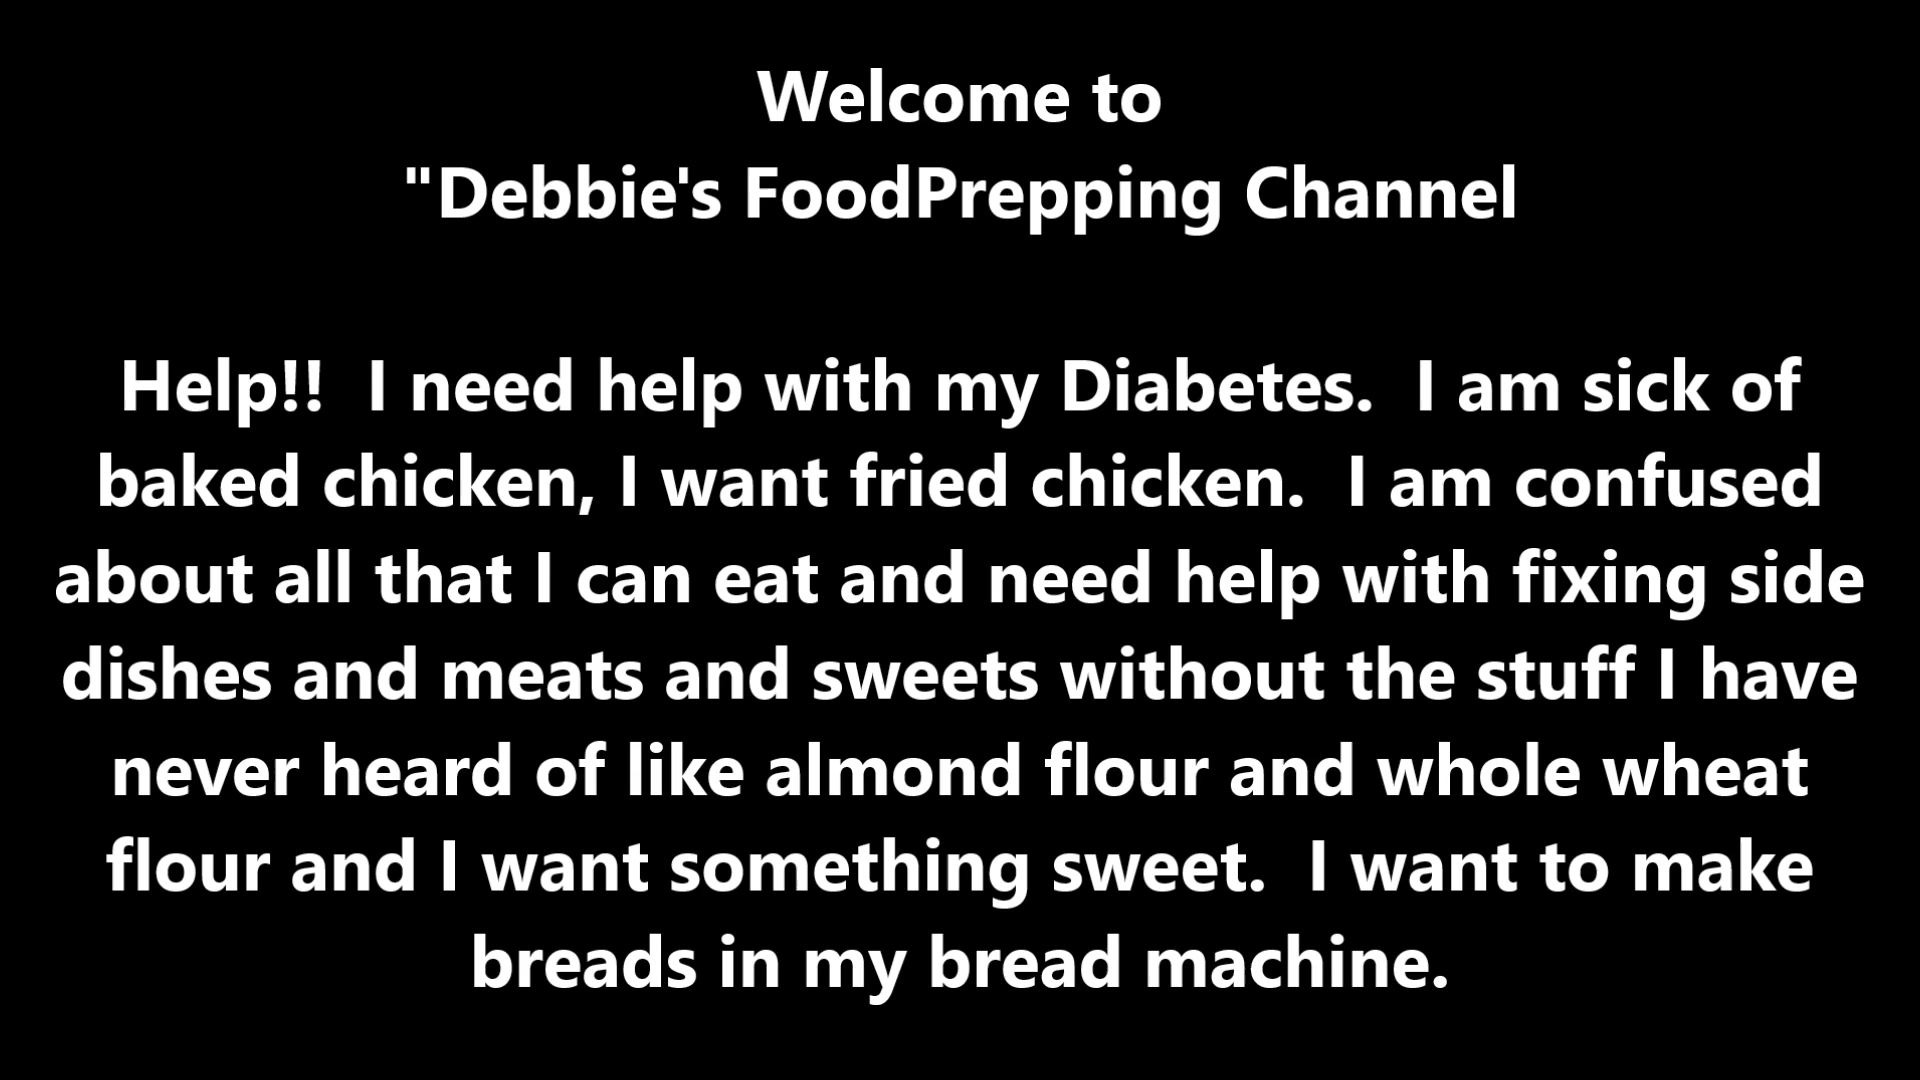 Welcome to
"Debbie's FoodPrepping Channel
Help!!  I need help with my Diabetes.  I am sick of
baked chicken, I want fried chicken.  I am confused
about all that I can eat and need help with fixing side
dishes and meats and sweets without the stuff I have
never heard of like almond flour and whole wheat
flour and I want something sweet.  I want to make
breads in my bread machine.